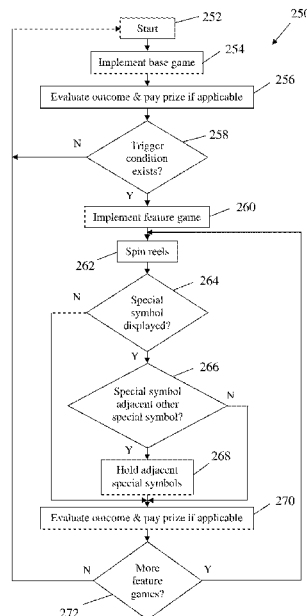 250
252
Start
Implement base game
254
256
Evaluate outcome & pay prize if applicable
258
N
Trigger
condition
exists?
Y
260
Implement feature game
Spin reels
262
264
N
Special
symbol
displayed?
Y
266
Special symbol
adjacent other
special symbol?
N
Y
Hold adjacent
special symbols
268
270
Evaluate outcome & pay prize if applicable
N
More
feature
games?
Y
272